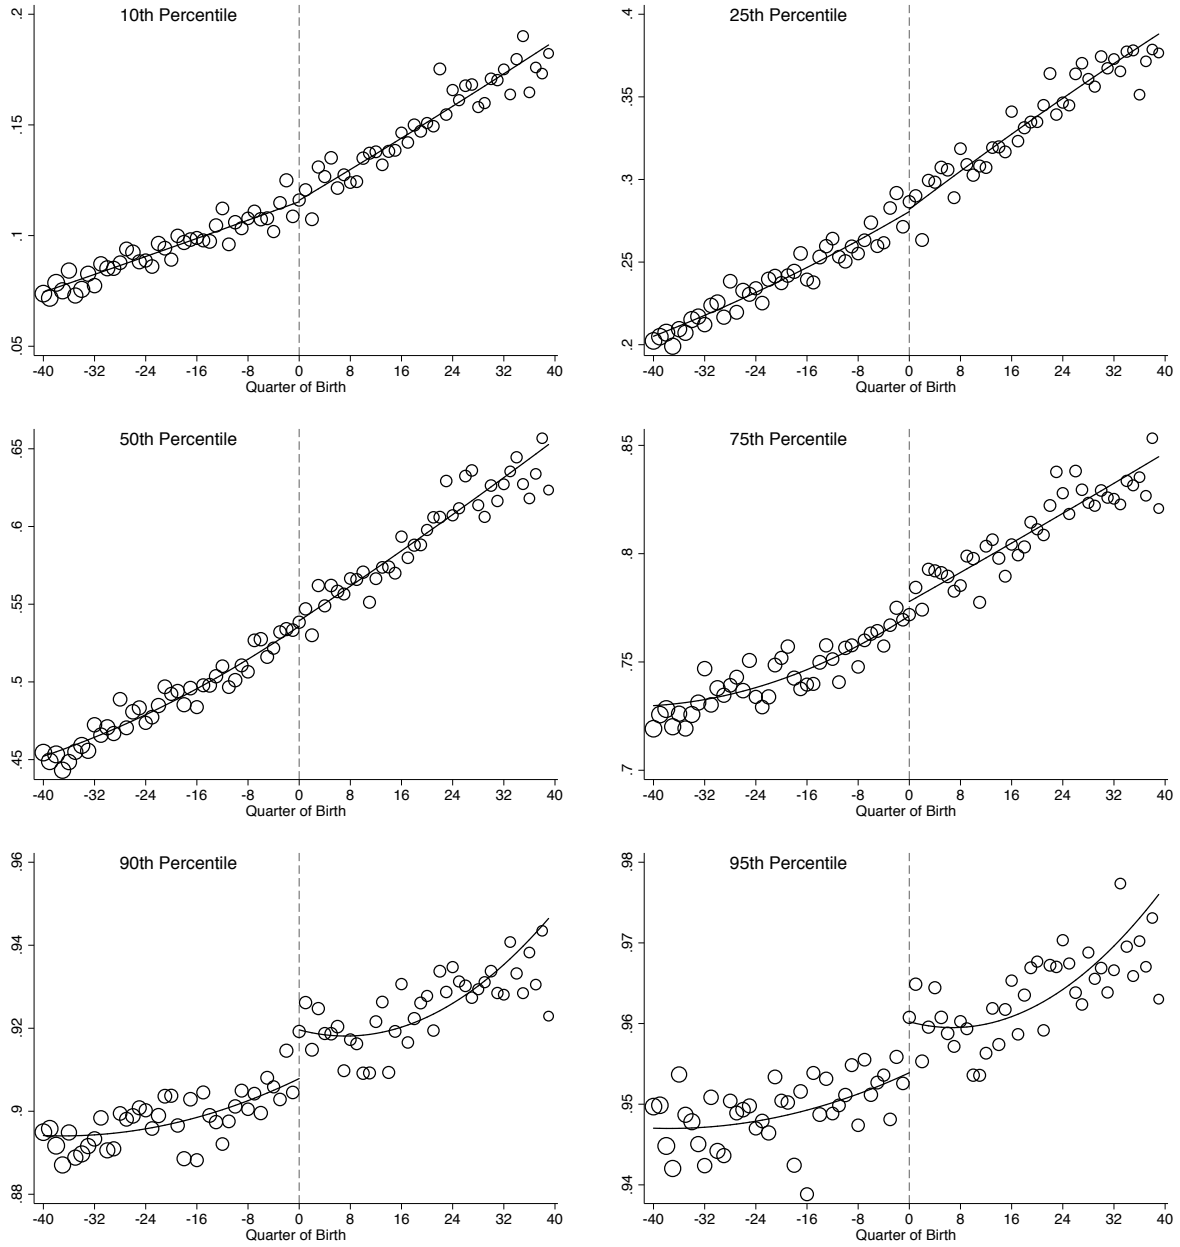 10th Percentile
.2
.15
.1
.05
-40 -32 -24 -16 -8 0 8 16 24 32 40
Quarter of Birth
25th Percentile
.4
.35
.3
.25
.2
-40 -32 -24 -16 -8 0 8 16 24 32 40
Quarter of Birth
50th Percentile
.65
.6
.55
.5
.45
-40 -32 -24 -16 -8 0 8 16 24 32 40
Quarter of Birth
75th Percentile
.85
.8
.75
.7
-40 -32 -24 -16 -8 0 8 16 24 32 40
Quarter of Birth
90th Percentile
.96
.94
.92
.9
.88
-40 -32 -24 -16 -8 0 8 16 24 32 40
Quarter of Birth
95th Percentile
.98
.97
.96
.95
.94
-40 -32 -24 -16 -8 0 8 16 24 32 40
Quarter of Birth